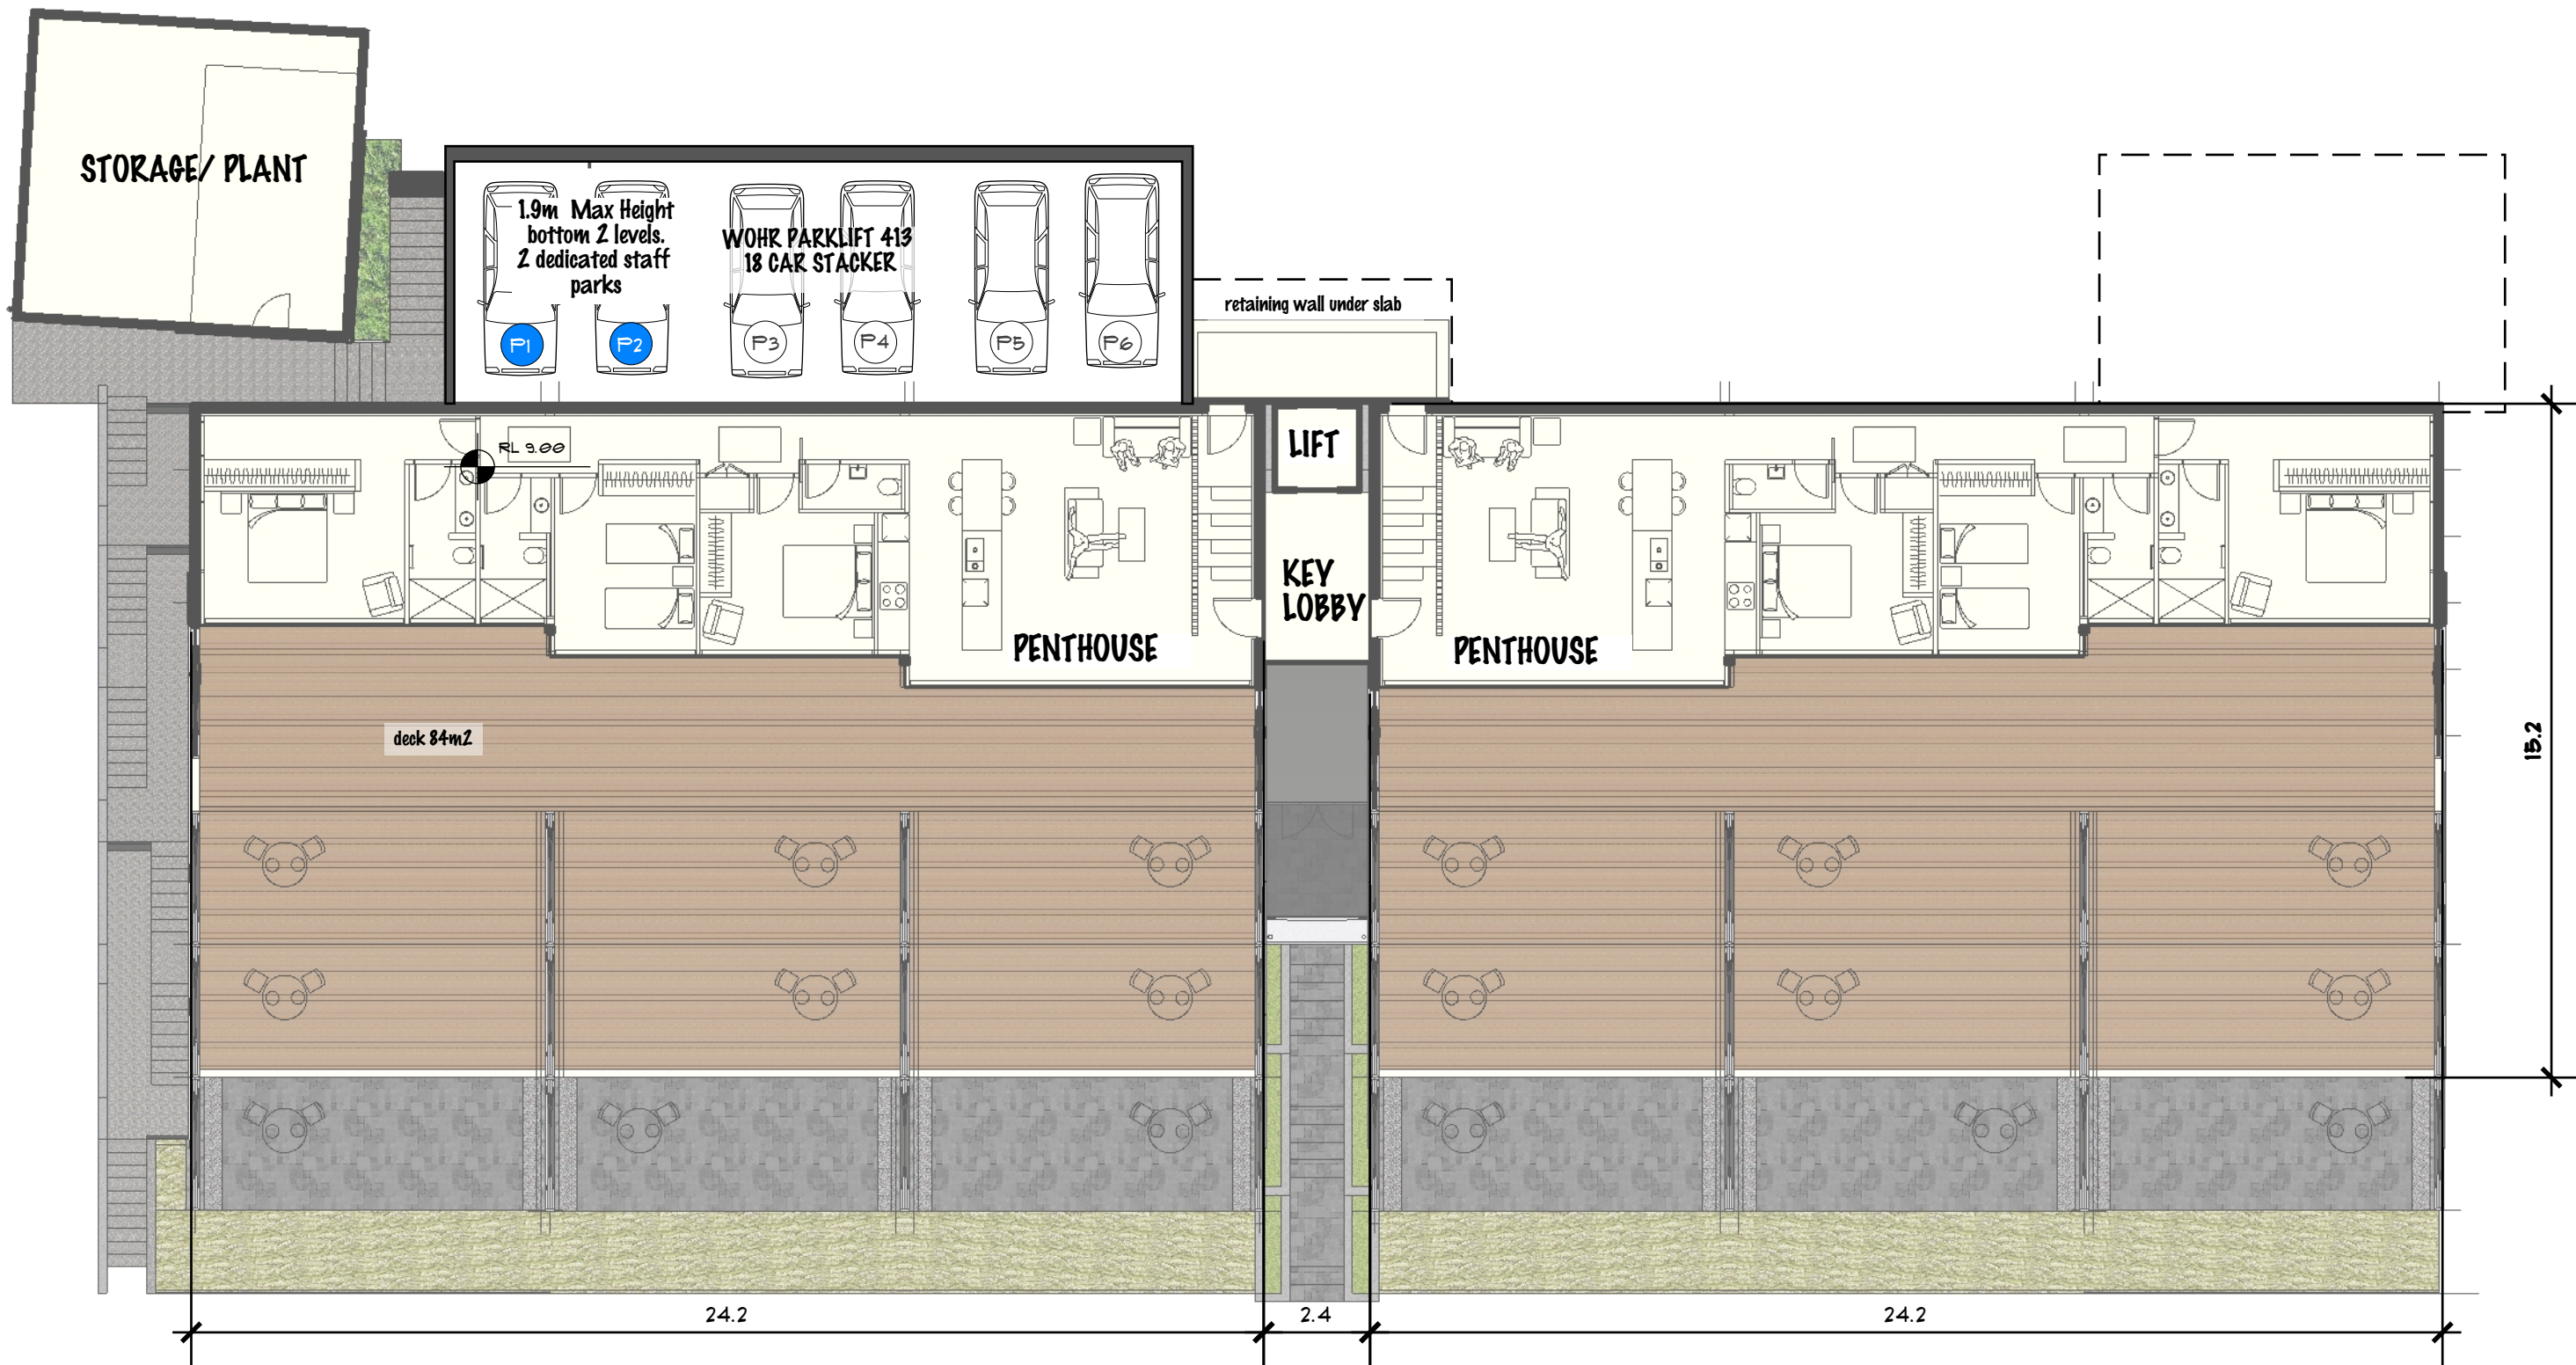 STORAGE/ PLANT
1.9m Max Height
bottom 2 levels.
2 dedicated staff
parks
WOHR PARKLIFT 413
18 CAR STACKER
retaining wall under slab
P1
P2
P3
P4
P5
P6
RL 9.00
LIFT
KEY
LOBBY
PENTHOUSE
PENTHOUSE
deck 84m2
15.2
24.2
2.4
24.2